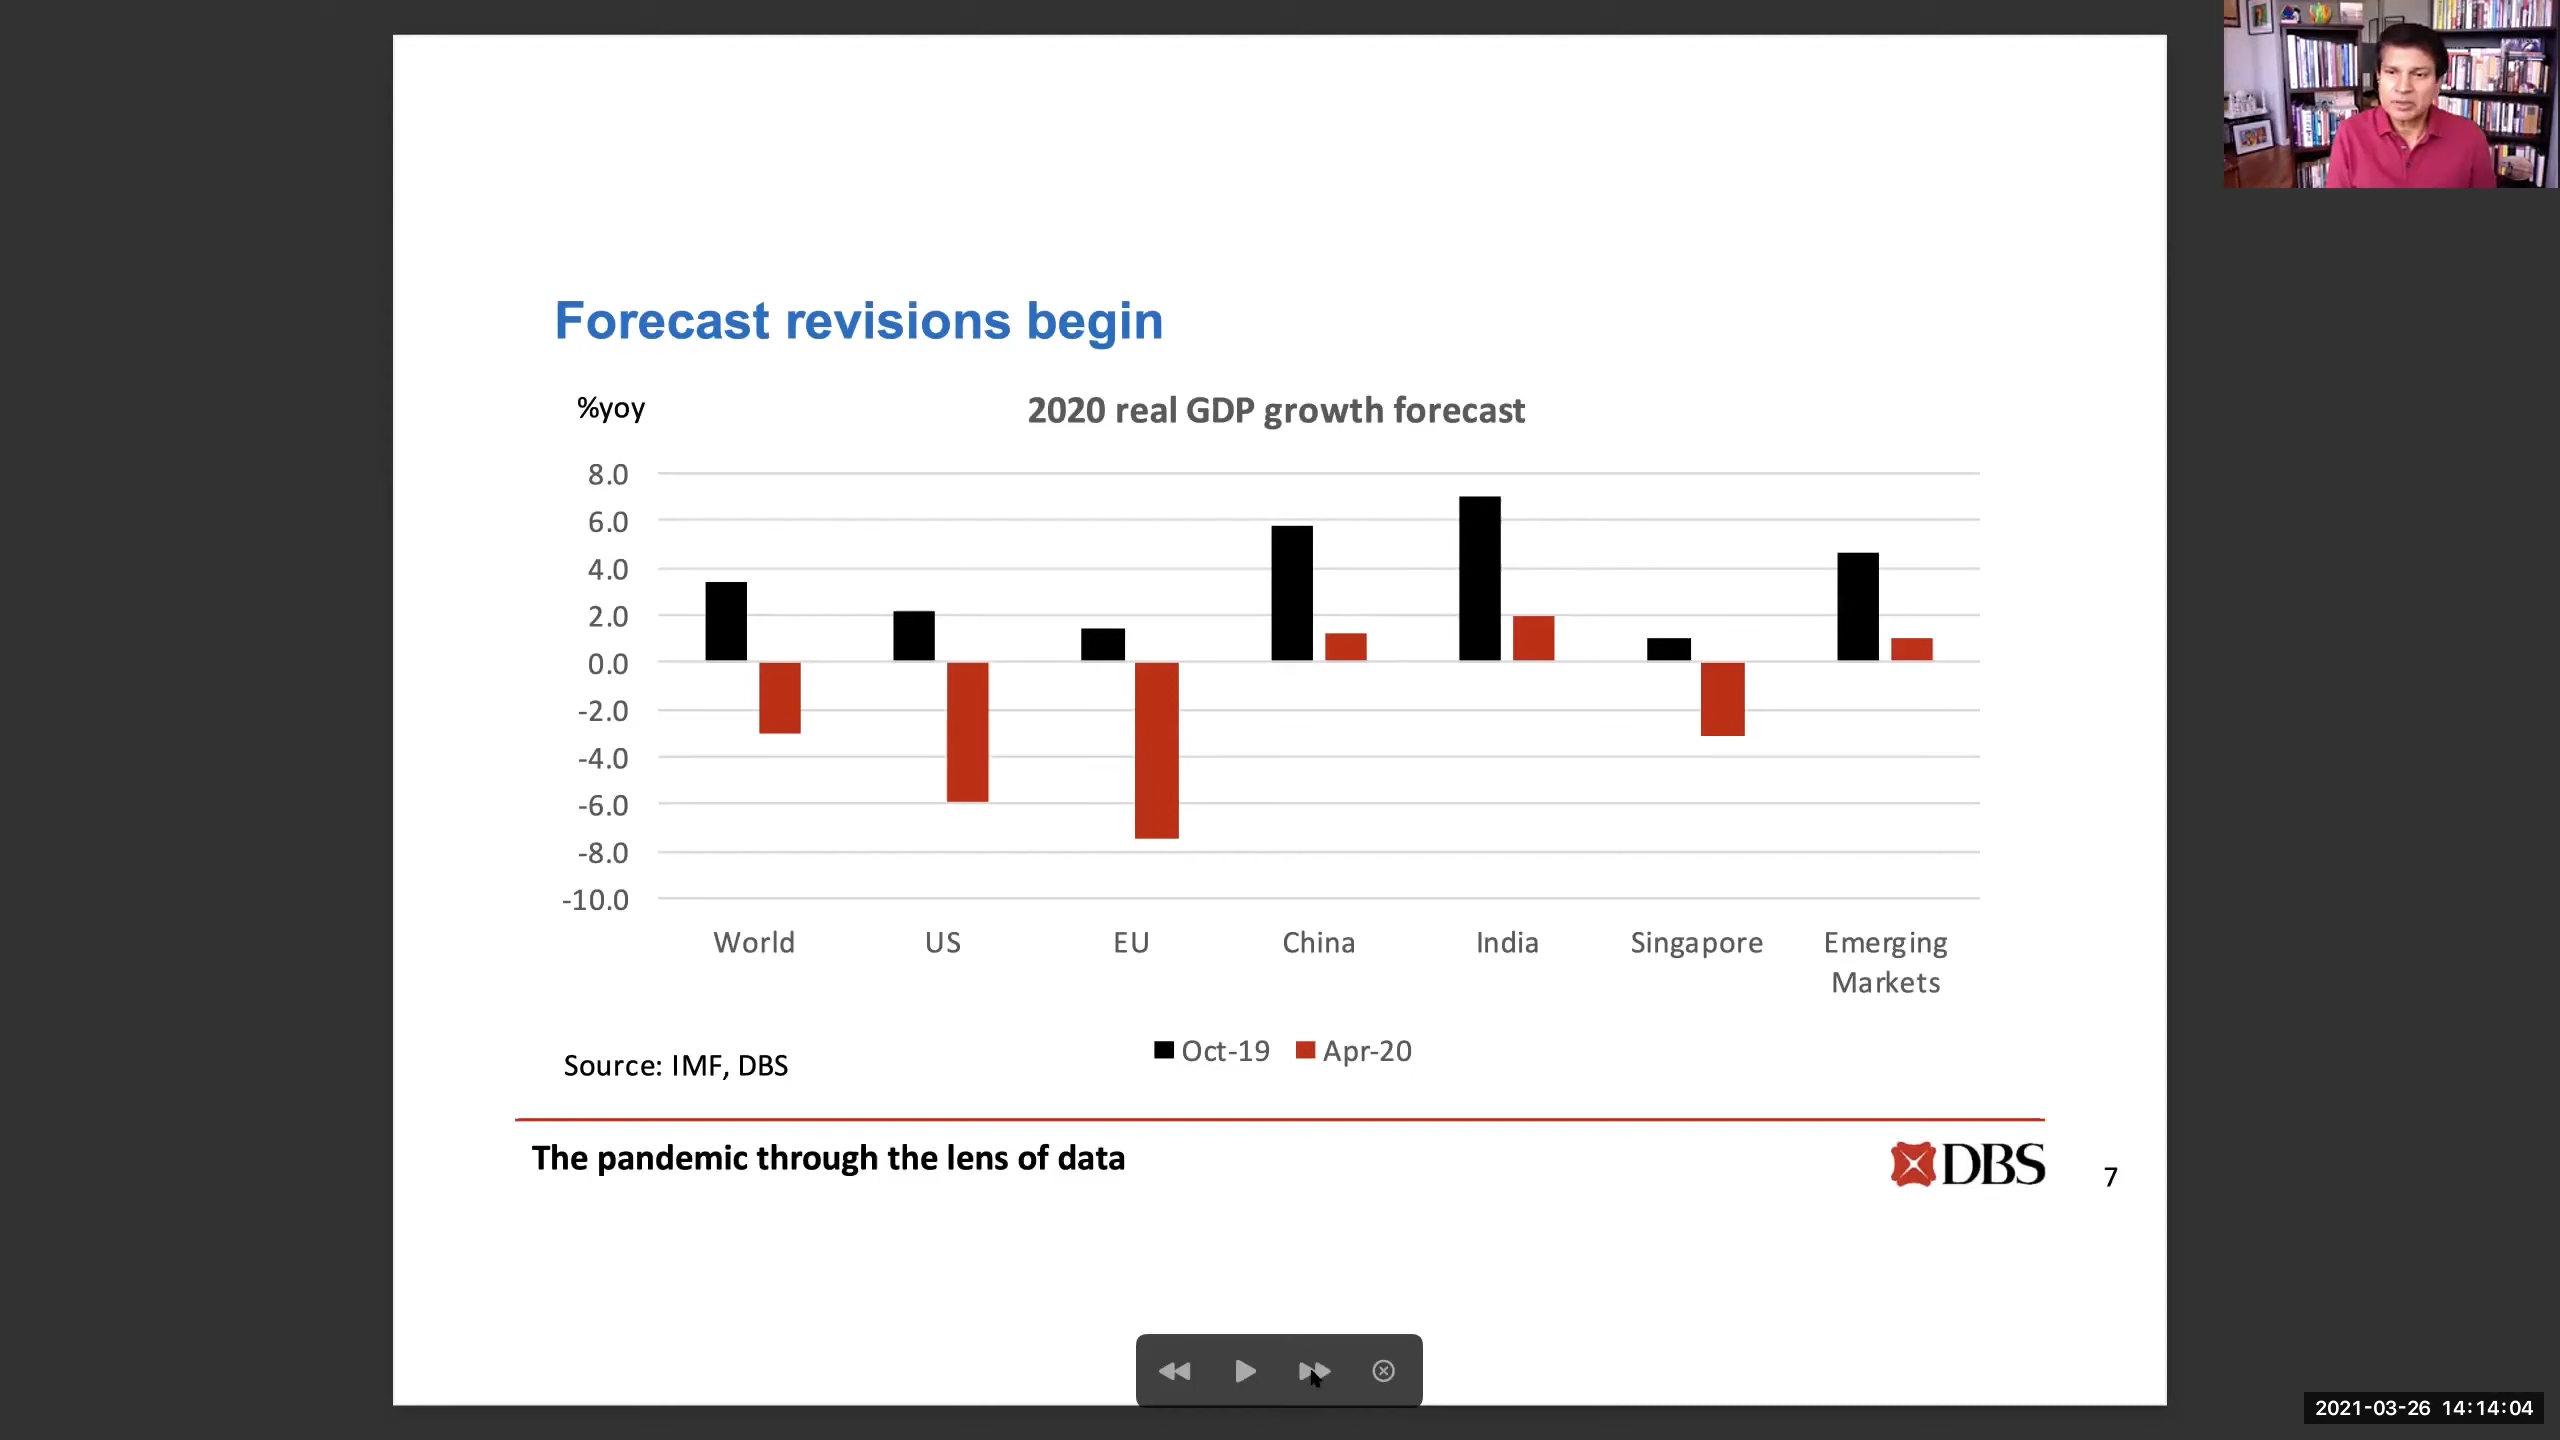 Forecast revisions begin
%yoy
2020 real GDP growth forecast
8.0
6.0
4.0
2.0
0.0
-2.0
-4.0
-6.0
-8.0
-10.0
World
US
EU
China
India
Singapore
Emerging
Markets
Oct-19
Apr-20
Source: IMF, DBS
The pandemic through the lens of data
DBS
7
2021-03-26 14:14:04